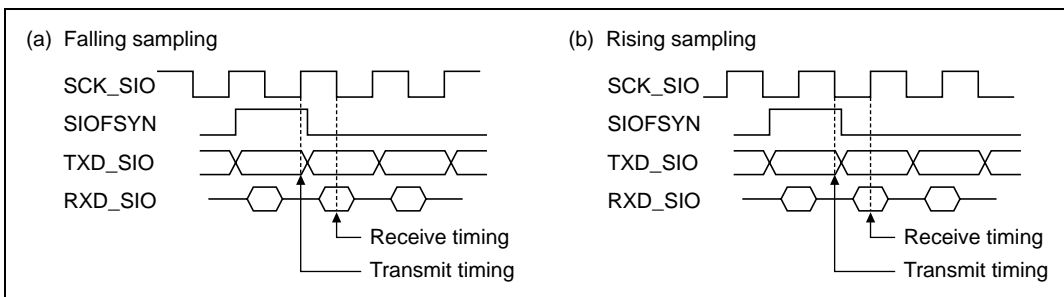 (a) Falling sampling
SCK_SIO
SIOFSYN
TXD_SIO
RXD_SIO
Receive timing
Transmit timing
(b) Rising sampling
SCK_SIO
SIOFSYN
TXD_SIO
RXD_SIO
Receive timing
Transmit timing